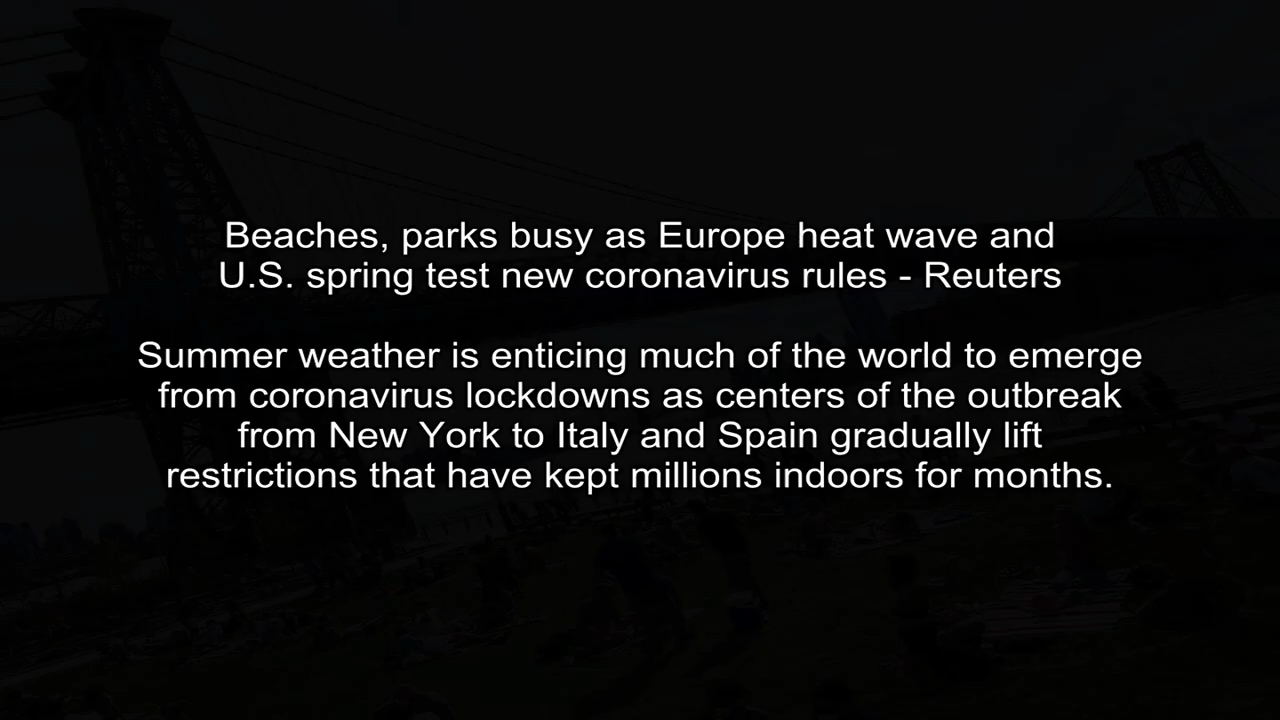 Beaches, parks busy as Europe heat wave and
U.S. spring test new coronavirus rules - Reuters
Summer weather is enticing much of the world to emerge
from coronavirus lockdowns as centers of the outbreak
from New York to Italy and Spain gradually lift
restrictions that have kept millions indoors for months.